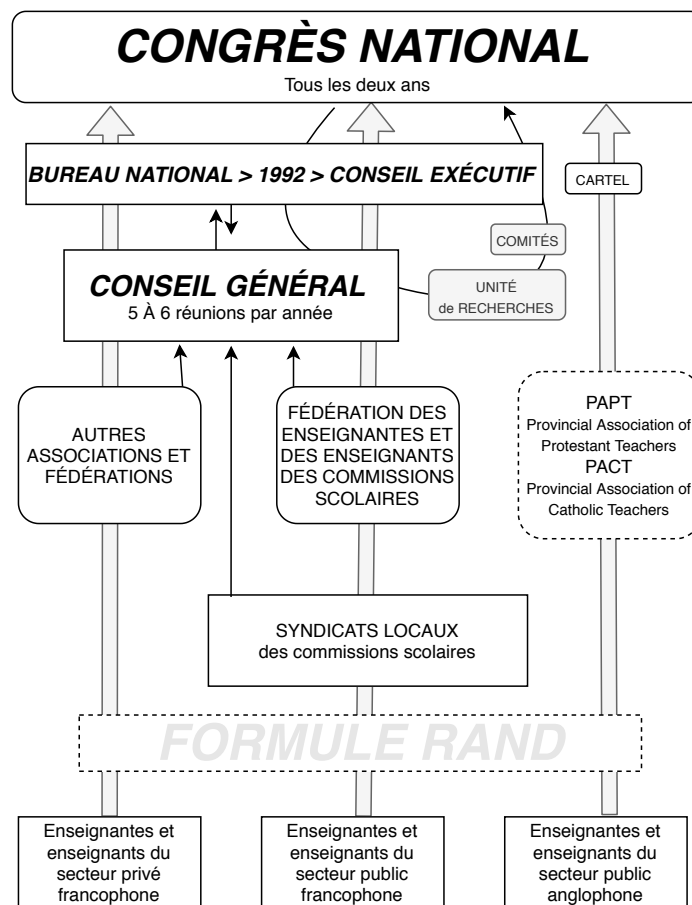 CONGRÈS NATIONAL
Tous les deux ans
BUREAU NATIONAL > 1992 > CONSEIL EXÉCUTIF
CARTEL
COMITÉS
UNITÉ
de RECHERCHES
CONSEIL GÉNÉRAL
5 À 6 réunions par année
AUTRES
ASSOCIATIONS ET
FÉDÉRATIONS
FÉDÉRATION DES
ENSEIGNANTES ET
DES ENSEIGNANTS
DES COMMISSIONS
SCOLAIRES
PAPT
Provincial Association of
Protestant Teachers
PACT
Provincial Association of
Catholic Teachers
SYNDICATS LOCAUX
des commissions scolaires
FORMULE RAND
Enseignantes et
enseignants du
secteur privé
francophone
Enseignantes et
enseignants du
secteur public
francophone
Enseignantes et
enseignants du
secteur public
anglophone